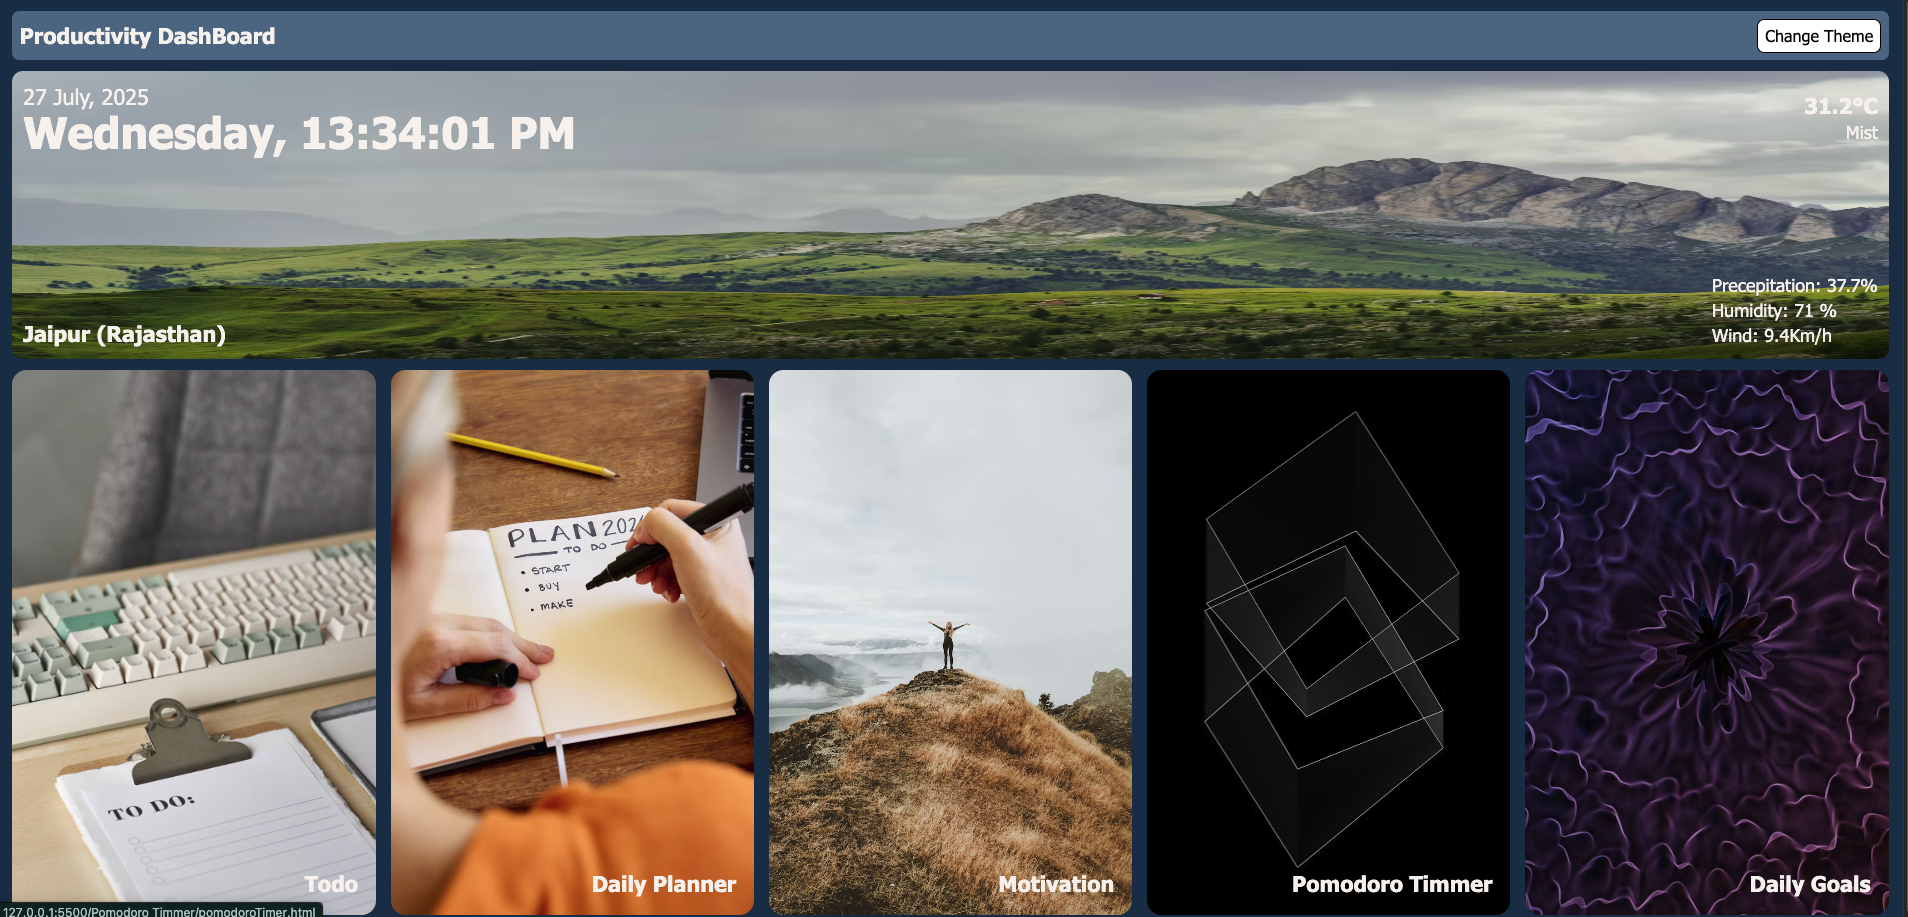 Productivity DashBoard
Change Theme
27 July, 2025
Wednesday, 13:34:01 PM
31.2°C
Mist
Precepitation: 37.7%
Humidity: 71 %
Wind: 9.4Km/h
Jaipur (Rajasthan)
TO DO:
Todo
PLAN 202
TO DO
• START
• BUY
• MAKE
Daily Planner
Motivation
Pomodoro Timmer
Daily Goals
127.0.0.1:5500/Pomodoro Timmer/pomodoroTimer.html